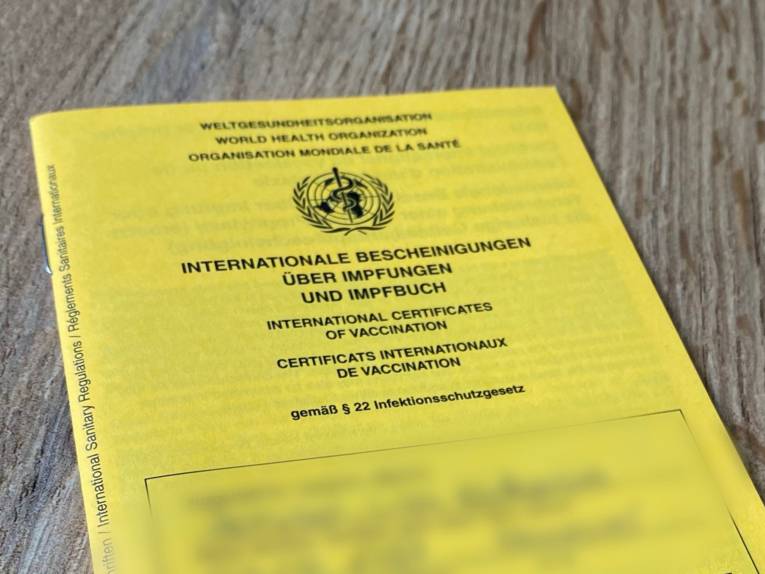 WELTGESUNDHEITSORGANISATION
WORLD HEALTH ORGANIZATION
ORGANISATION MONDIALE DE LA SANTÉ
INTERNATIONALE BESCHEINIGUNGEN
ÜBER IMPFUNGEN
UND IMPFBUCH
INTERNATIONAL CERTIFICATES
OF VACCINATION
CERTIFICATS INTERNATIONAUX
DE VACCINATION
gemäß § 22 Infektionsschutzgesetz
/ International Sanitary Regulations / Règlements Sanitaires Internationaux